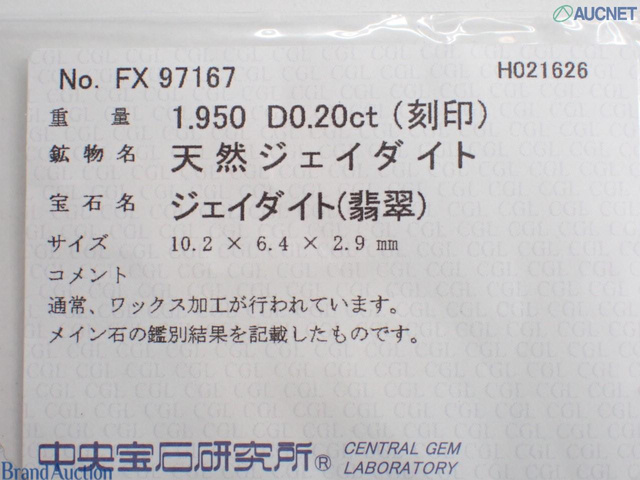 AUCNET
No. FX 97167
H021626
重量 1.950 D0.20ct (刻印)
鉱物名 天然ジェイダイト
宝石名 ジェイダイト(翡翠)
サイズ 10.2 × 6.4 × 2.9 mm
コメント
通常、ワックス加工が行われています。
メイン石の鑑別結果を記載したものです。
中央宝石研究所® CENTRAL GEM
LABORATORY
BrandAuction